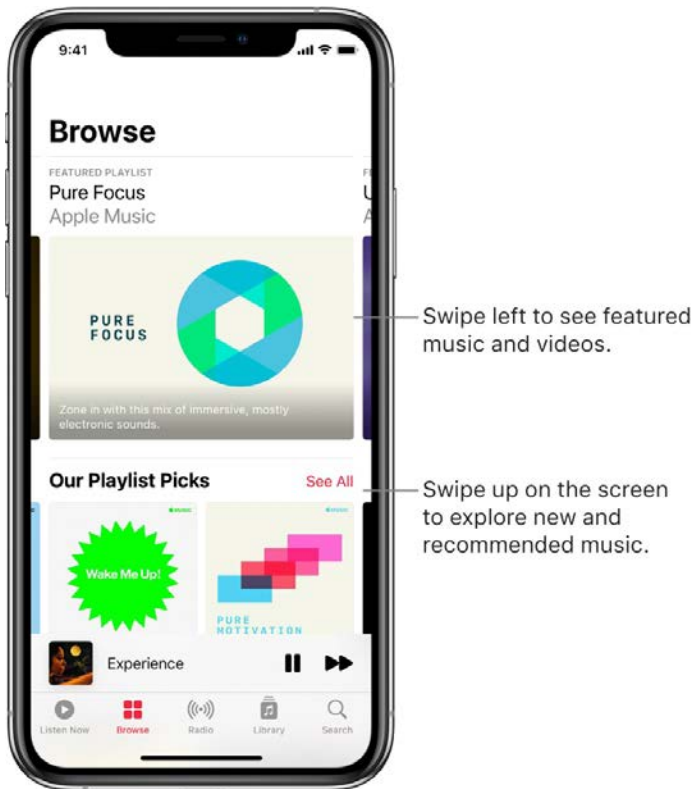 9:41
Browse
FEATURED PLAYLIST
Pure Focus
Apple Music
PURE
FOCUS
Zone in with this mix of immersive, mostly
electronic sounds.
Swipe left to see featured
music and videos.
Our Playlist Picks
See All
Swipe up on the screen
to explore new and
recommended music.
MUSIC
Wake Me Up!
MUSIC
PURE
MOTIVATION
Experience
Listen Now
Browse
Radio
Library
Search